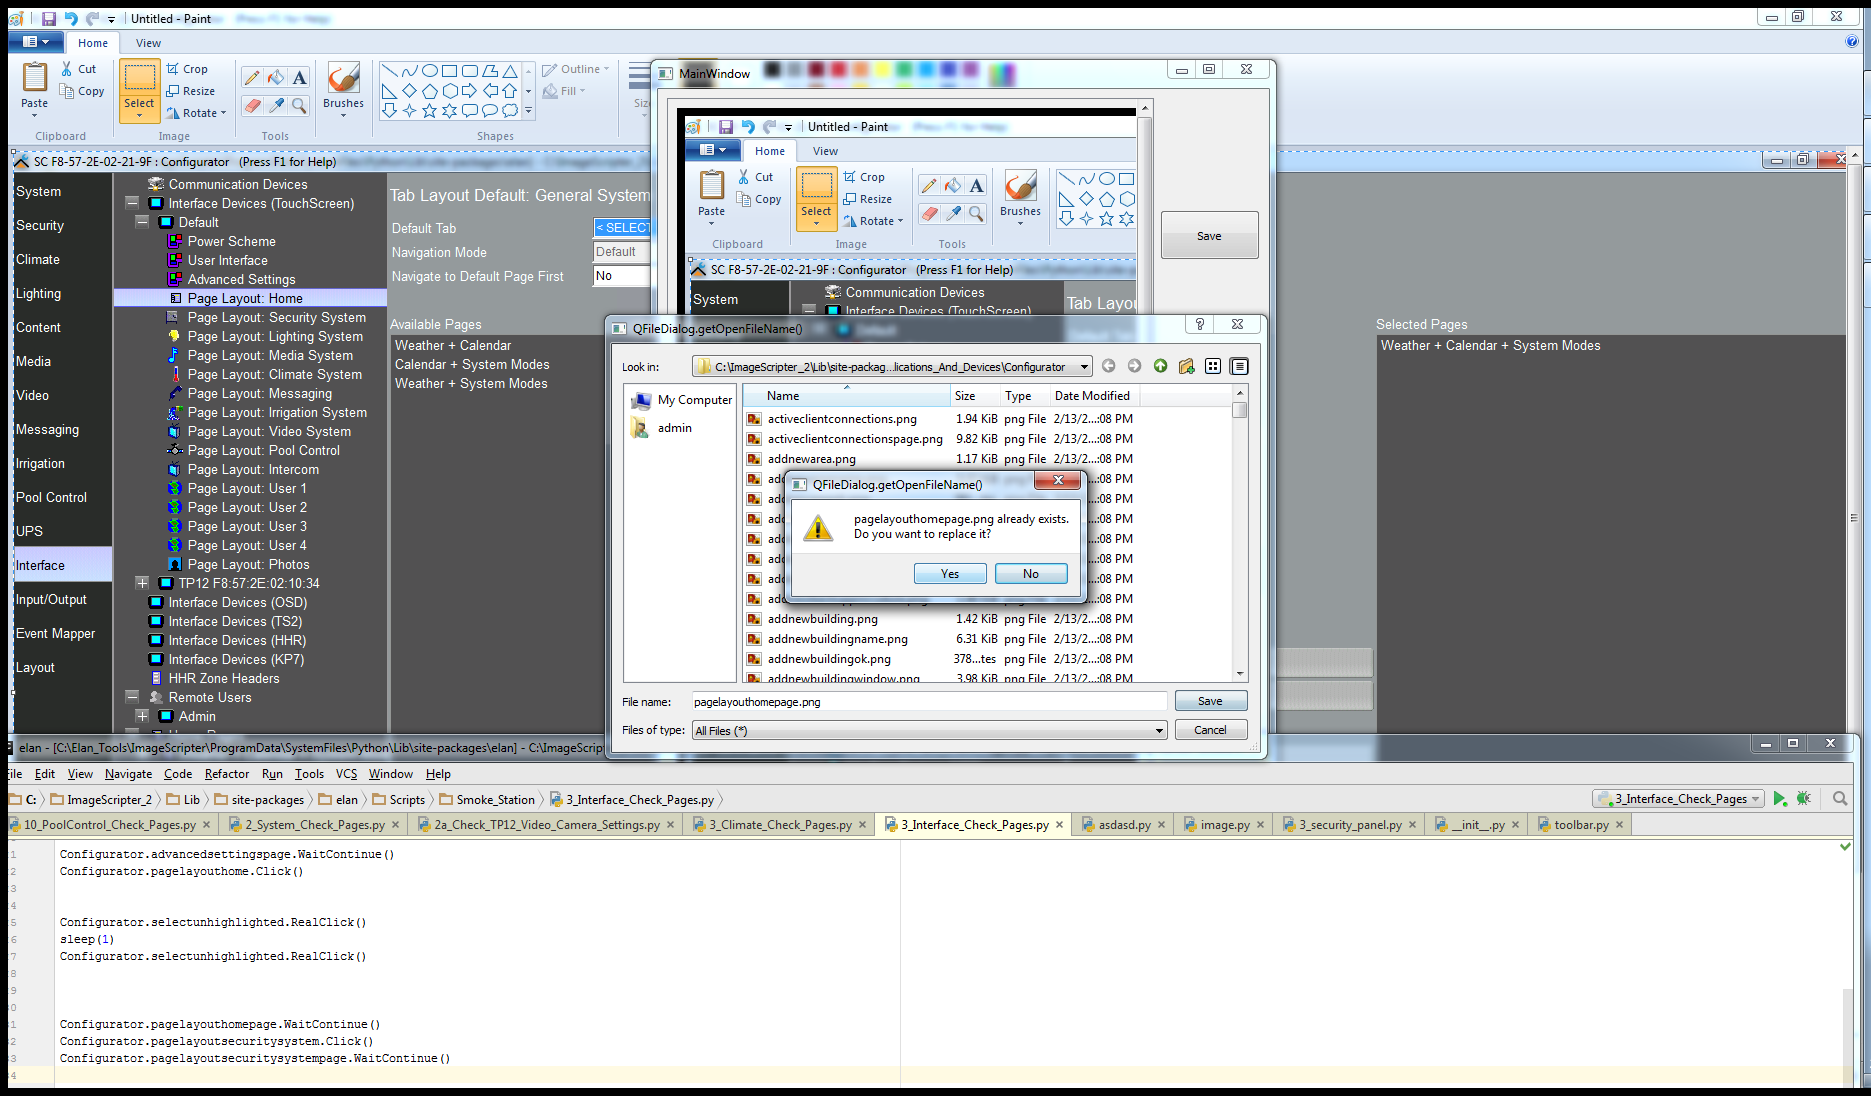 Untitled - Paint
Home
View
Cut
Copy
Paste
Clipboard
Crop
Resize
Rotate
Select
Image
Tools
Brushes
Shapes
Outline
Fill
SC F8-57-2E-02-21-9F : Configurator (Press F1 for Help)
System
Security
Climate
Lighting
Content
Media
Video
Messaging
Irrigation
Pool Control
UPS
Interface
Input/Output
Event Mapper
Layout
Communication Devices
Interface Devices (TouchScreen)
Default
Power Scheme
User Interface
Advanced Settings
Page Layout: Home
Page Layout: Security System
Page Layout: Lighting System
Page Layout: Media System
Page Layout: Climate System
Page Layout: Messaging
Page Layout: Irrigation System
Page Layout: Video System
Page Layout: Pool Control
Page Layout: Intercom
Page Layout: User 1
Page Layout: User 2
Page Layout: User 3
Page Layout: User 4
Page Layout: Photos
TP12 F8:57:2E:02:10:34
Interface Devices (OSD)
Interface Devices (TS2)
Interface Devices (HHR)
Interface Devices (KP7)
HHR Zone Headers
Remote Users
Admin
Tab Layout Default: General System
Default Tab
< SELECT
Navigation Mode
Default
Navigate to Default Page First
No
Available Pages
Weather + Calendar
Calendar + System Modes
Weather + System Modes
Selected Pages
Weather + Calendar + System Modes
MainWindow
Untitled - Paint
Home
View
Cut
Copy
Paste
Clipboard
Crop
Resize
Rotate
Select
Image
Tools
Brushes
SC F8-57-2E-02-21-9F : Configurator (Press F1 for Help)
System
Communication Devices
Interface Devices (TouchScreen)
Tab Layou
Save
QFileDialog.getOpenFileName()
Look in:
C:\ImageScripter_2\Lib\site-packag...lications_And_Devices\Configurator
My Computer
admin
Name Size Type Date Modified
activeclientconnections.png 1.94 KiB png File 2/13/2...:08 PM
activeclientconnectionspage.png 9.82 KiB png File 2/13/2...:08 PM
addnewarea.png 1.17 KiB png File 2/13/2...:08 PM
...:08 PM
...:08 PM
...:08 PM
...:08 PM
...:08 PM
...:08 PM
...:08 PM
addnewbuilding.png 1.42 KiB png File 2/13/2...:08 PM
addnewbuildingname.png 6.31 KiB png File 2/13/2...:08 PM
addnewbuildingok.png 378...tes png File 2/13/2...:08 PM
addnewbuildingwindow.png 3.98 KiB png File 2/13/2...:08 PM
File name:
pagelayouthomepage.png
Save
Files of type:
All Files (*)
Cancel
QFileDialog.getOpenFileName()
pagelayouthomepage.png already exists.
Do you want to replace it?
Yes
No
elan - [C:\Elan_Tools\ImageScripter\ProgramData\SystemFiles\Python\Lib\site-packages\elan] - C:\ImageScrip
File Edit View Navigate Code Refactor Run Tools VCS Window Help
C: ImageScripter_2 Lib site-packages elan Scripts Smoke_Station 3_Interface_Check_Pages.py
3_Interface_Check_Pages
10_PoolControl_Check_Pages.py 2_System_Check_Pages.py 2a_Check_TP12_Video_Camera_Settings.py 3_Climate_Check_Pages.py 3_Interface_Check_Pages.py asdasd.py image.py 3_security_panel.py __init__.py toolbar.py
Configurator.advancedsettingspage.WaitContinue()
Configurator.pagelayouthome.Click()
Configurator.selectunhighlighted.RealClick()
sleep(1)
Configurator.selectunhighlighted.RealClick()
Configurator.pagelayouthomepage.WaitContinue()
Configurator.pagelayoutsecuritysystem.Click()
Configurator.pagelayoutsecuritysystempage.WaitContinue()